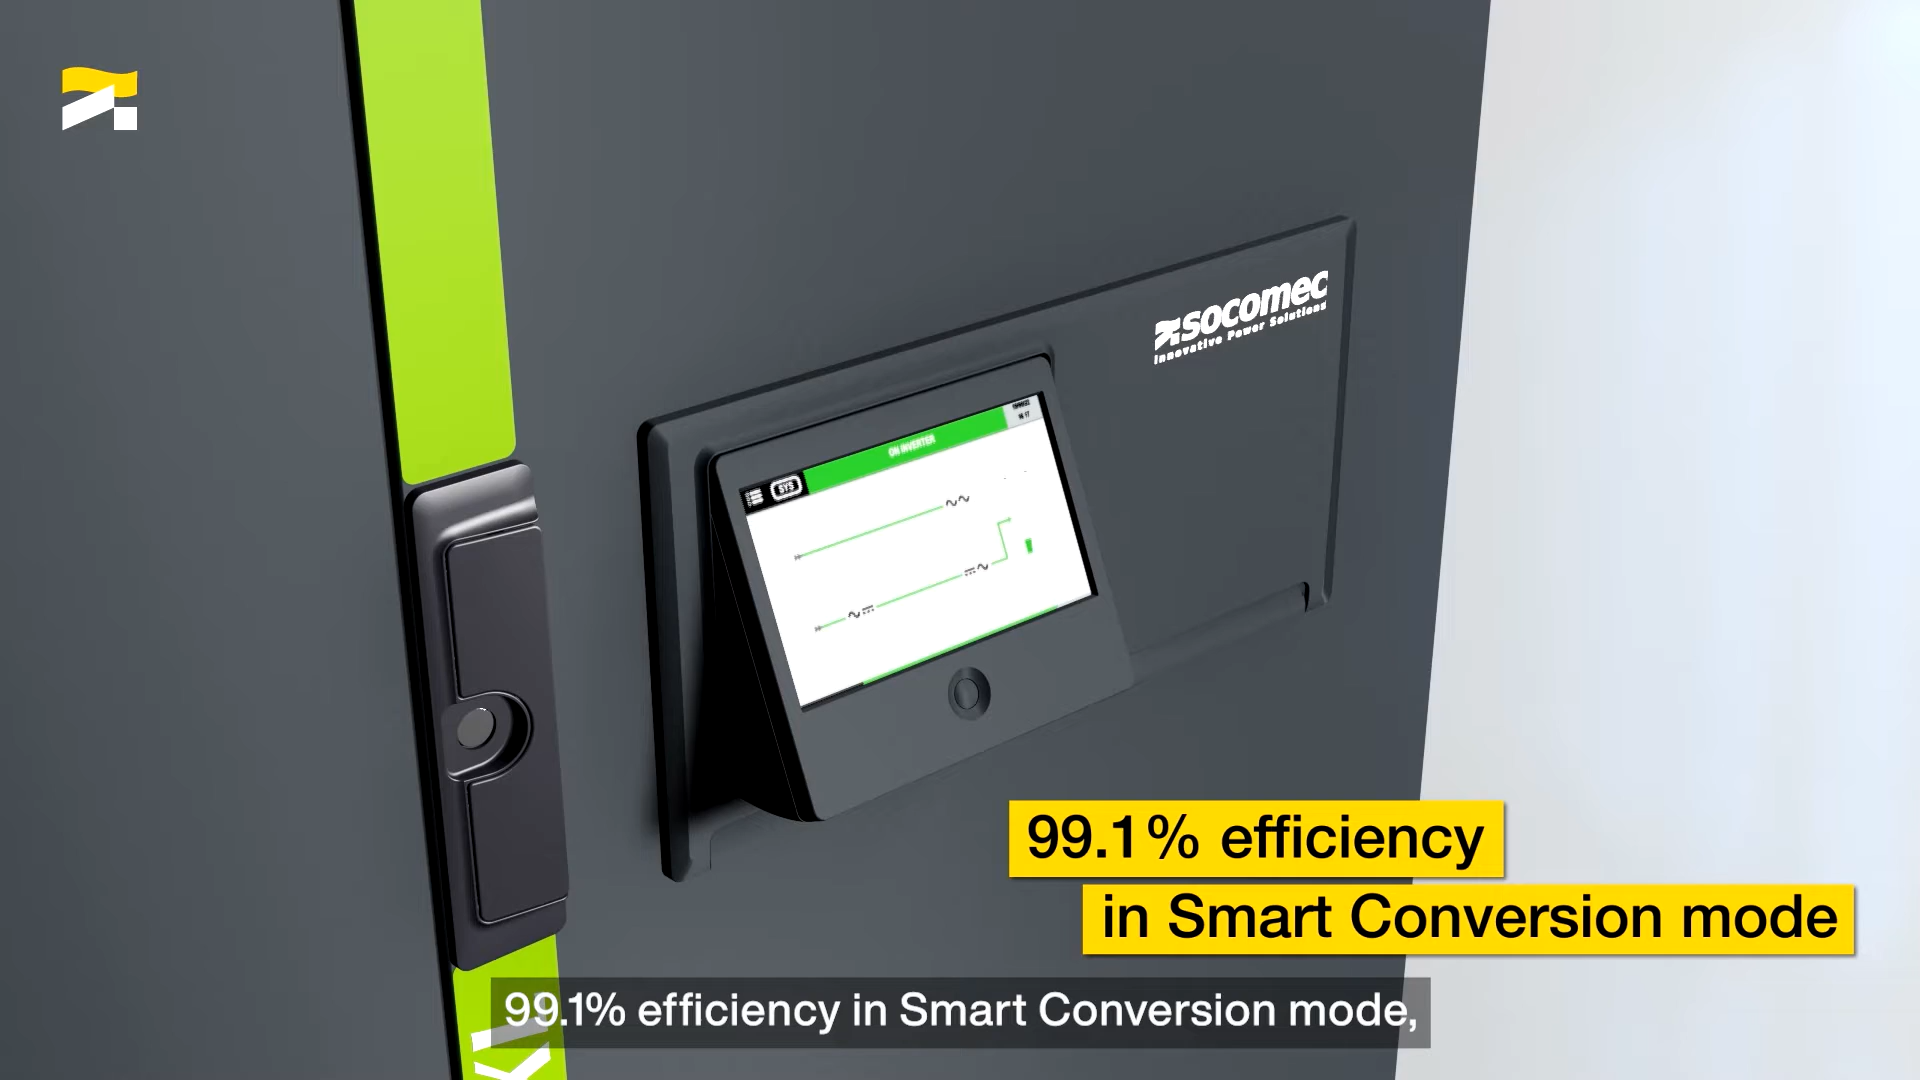 socomec
Innovative Power Solutions
ON INVERTER
SYS
99.1% efficiency
in Smart Conversion mode
99.1% efficiency in Smart Conversion mode,